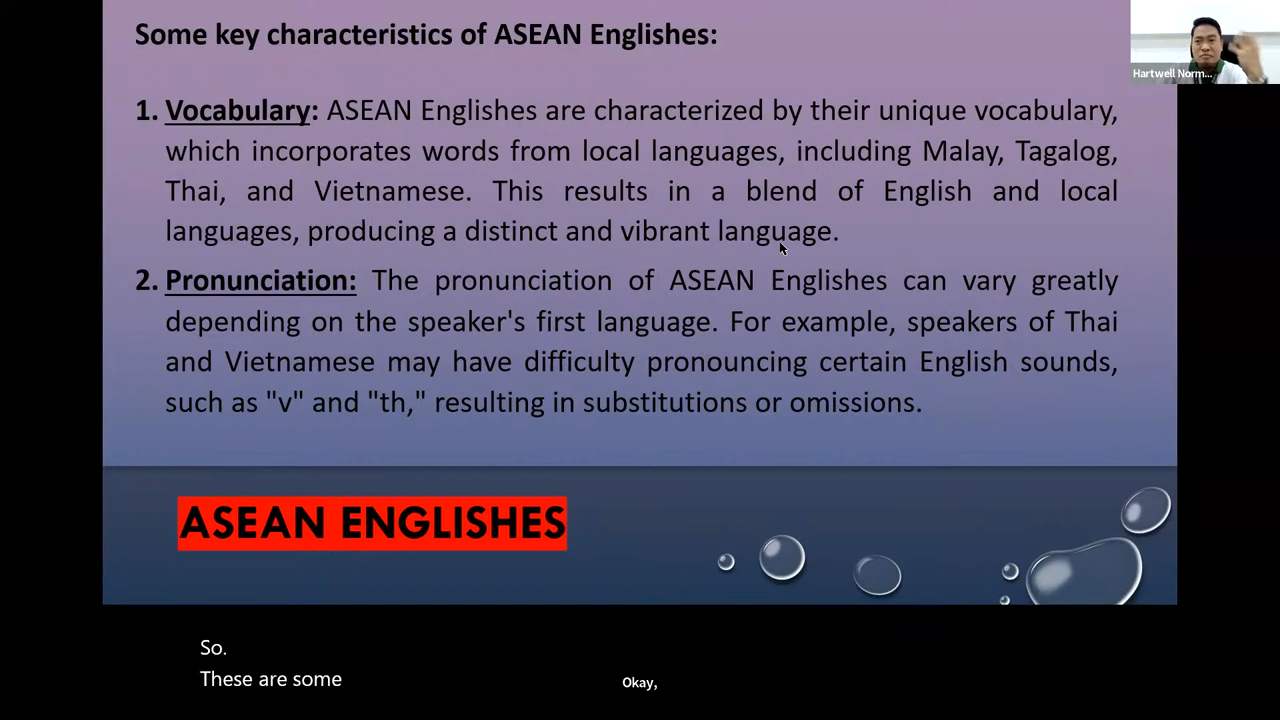 Some key characteristics of ASEAN Englishes:
Hartwell Norm...
1. Vocabulary: ASEAN Englishes are characterized by their unique vocabulary,
which incorporates words from local languages, including Malay, Tagalog,
Thai, and Vietnamese. This results in a blend of English and local
languages, producing a distinct and vibrant language.
2. Pronunciation: The pronunciation of ASEAN Englishes can vary greatly
depending on the speaker's first language. For example, speakers of Thai
and Vietnamese may have difficulty pronouncing certain English sounds,
such as "v" and "th," resulting in substitutions or omissions.
ASEAN ENGLISHES
So.
These are some
Okay,